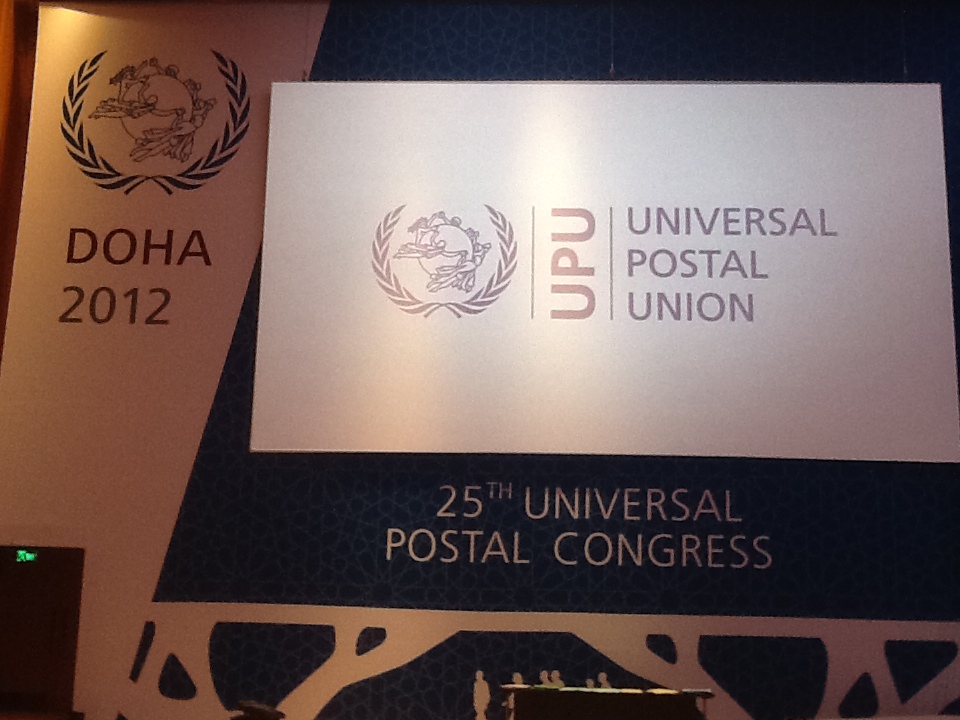 DOHA
2012
UPU
UNIVERSAL
POSTAL
UNION
25TH UNIVERSAL
POSTAL CONGRESS